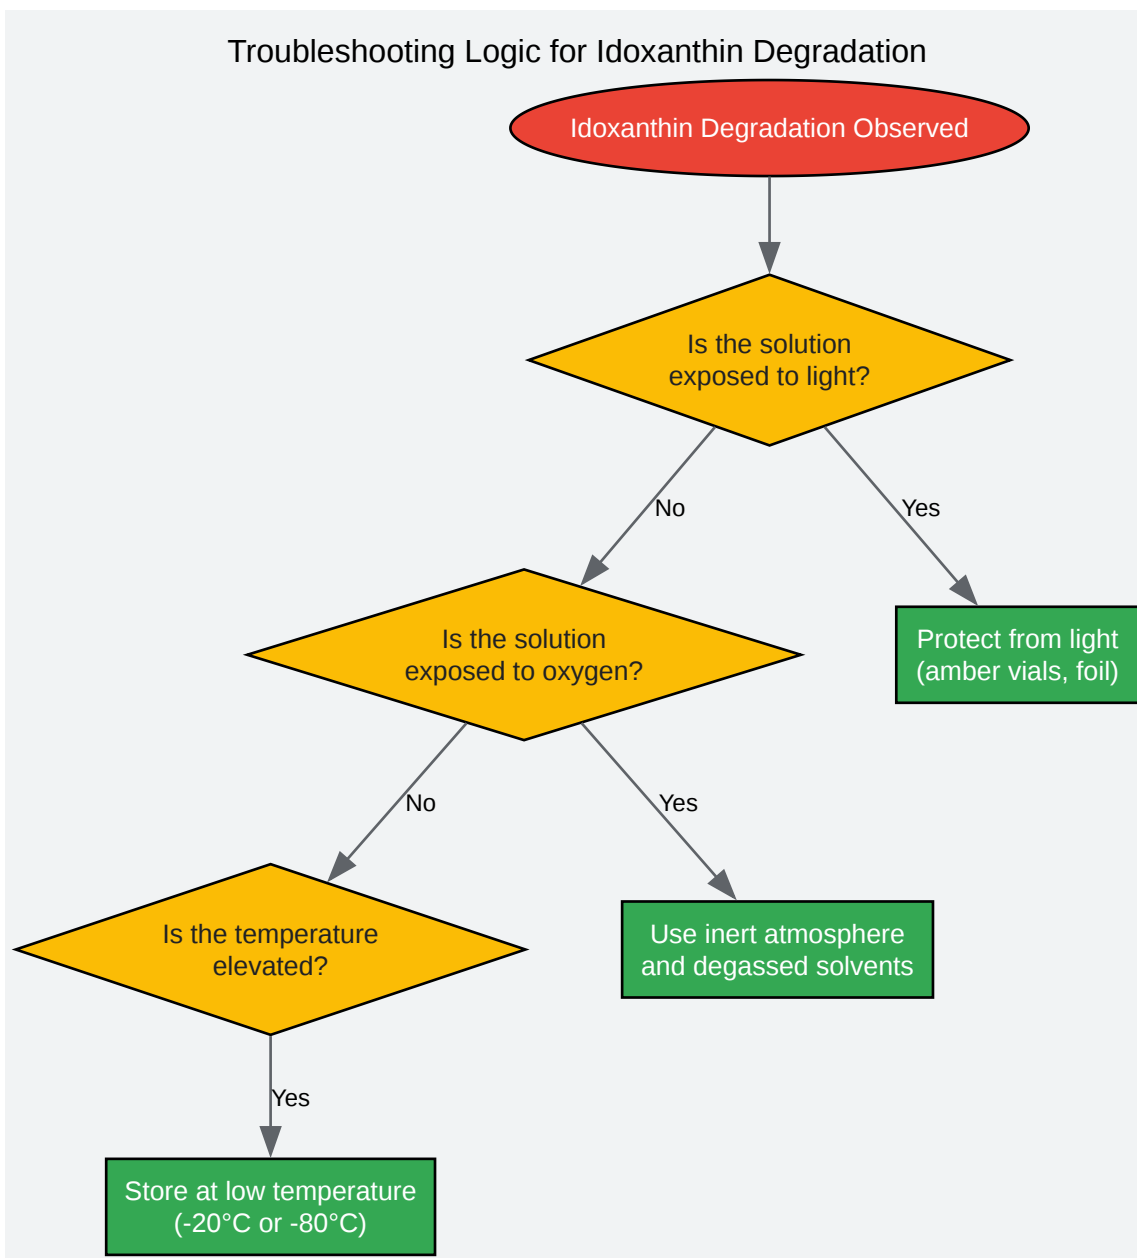 Troubleshooting Logic for Idoxanthin Degradation
Idoxanthin Degradation Observed
Is the solution
exposed to light?
No
Yes
Is the solution
exposed to oxygen?
Protect from light
(amber vials, foil)
No
Yes
Is the temperature
elevated?
Use inert atmosphere
and degassed solvents
Yes
Store at low temperature
(-20°C or -80°C)